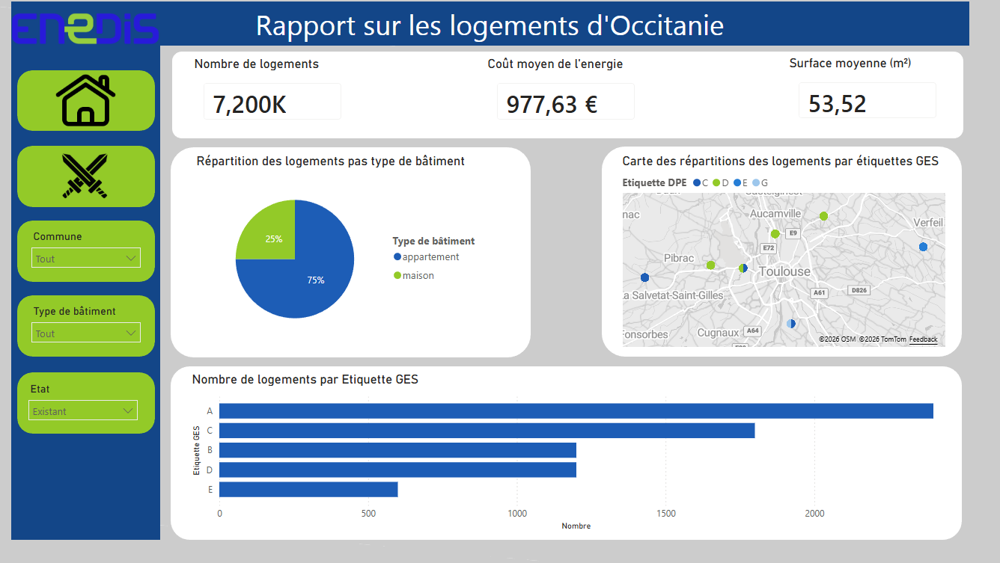 ENEDIS
Rapport sur les logements d'Occitanie
Nombre de logements
7,200K
Coût moyen de l'energie
977,63 €
Surface moyenne (m²)
53,52
Commune
Tout
Type de bâtiment
Tout
Etat
Existant
Répartition des logements pas type de bâtiment
25%
75%
Type de bâtiment
appartement
maison
Carte des répartitions des logements par étiquettes GES
Etiquette DPE C D E G
Aucamville
Verfeil
E9
E72
Pibrac
Toulouse
A61
D826
La Salvetat-Saint-Gilles
Cugnaux
A64
©2026 OSM ©2026 TomTom Feedback
Nombre de logements par Etiquette GES
Etiquette GES
A
C
B
D
E
0 500 1000 1500 2000
Nombre